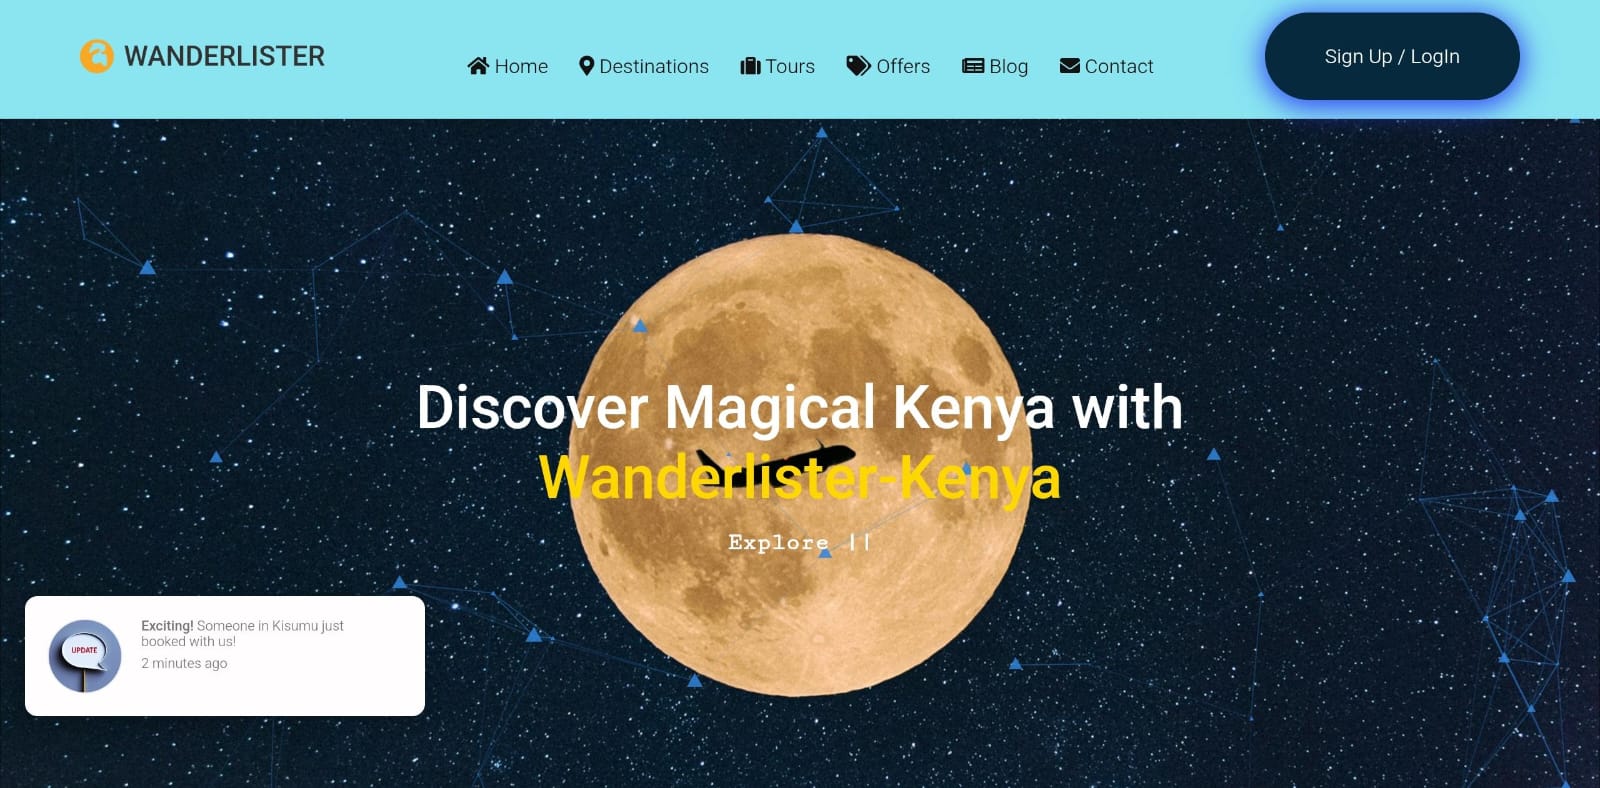 WANDERLISTER
Home Destinations Tours Offers Blog Contact
Sign Up / LogIn
Discover Magical Kenya with
Wanderlister-Kenya
Explore ||
UPDATE
Exciting! Someone in Kisumu just
booked with us!
2 minutes ago